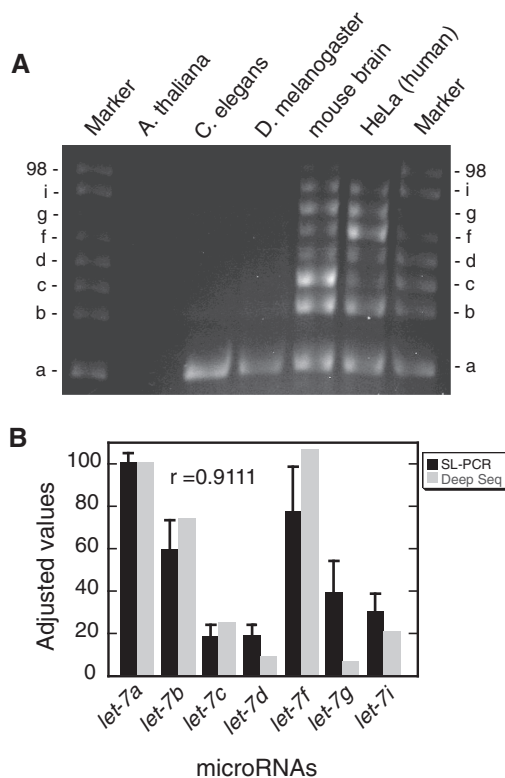 A
Marker
A. thaliana
C. elegans
D. melanogaster
mouse brain
HeLa (human)
Marker
98 -
i -
g -
f -
d -
c -
b -
a -
- 98
- i
- g
- f
- d
- c
- b
- a
B
r =0.9111
SL-PCR
Deep Seq
Adjusted values
100
80
60
40
20
0
let-7a
let-7b
let-7c
let-7d
let-7f
let-7g
let-7i
microRNAs